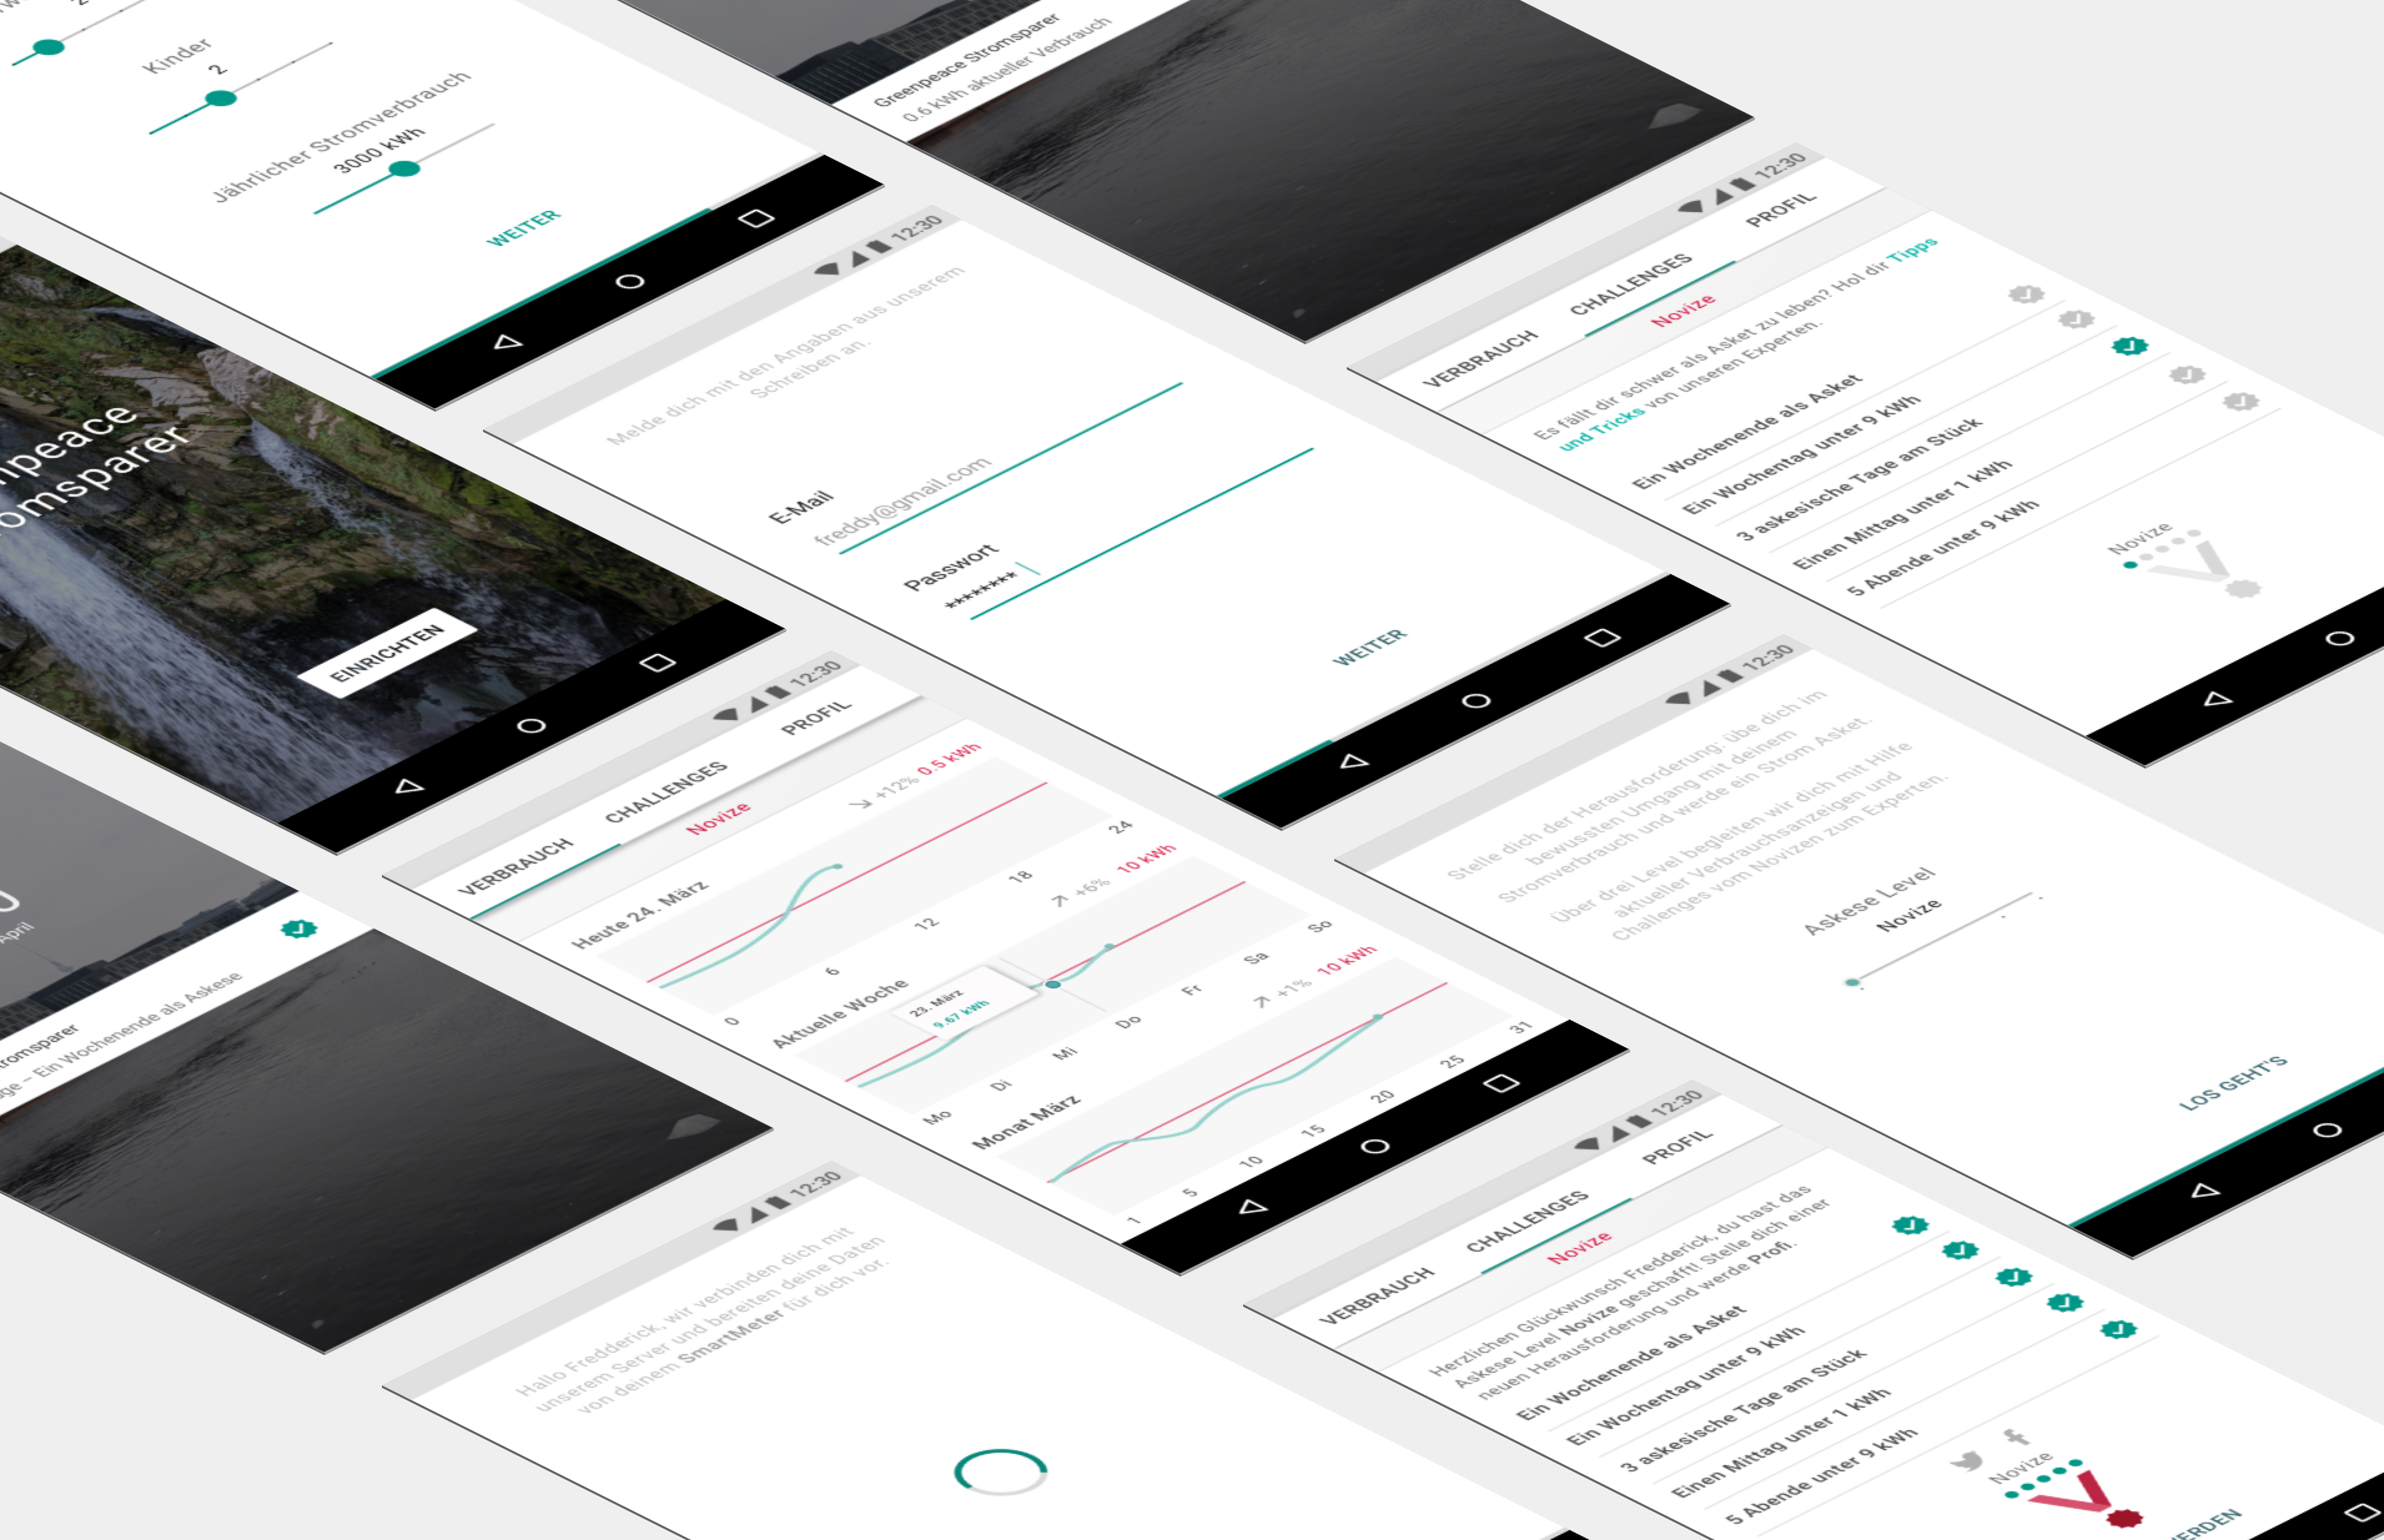 2
Kinder
2
Jährlicher Stromverbrauch
3000 kWh
WEITER
Greenpeace Stromsparer
0.6 kWh aktueller Verbrauch
12:30
Melde dich mit den Angaben aus unserem
Schreiben an.
E-Mail
freddy@gmail.com
Passwort
********
WEITER
12:30
VERBRAUCH
CHALLENGES
PROFIL
Novize
Es fällt dir schwer als Asket zu leben? Hol dir Tipps
und Tricks von unseren Experten.
Ein Wochenende als Asket
Ein Wochentag unter 9 kWh
3 askesische Tage am Stück
Einen Mittag unter 1 kWh
5 Abende unter 9 kWh
Novize
EINRICHTEN
12:30
VERBRAUCH
CHALLENGES
PROFIL
Novize
Heute 24. März
+12% 0.5 kWh
0 6 12 18 24
Aktuelle Woche
+6% 10 kWh
23. März
9.67 kWh
Mo Di Mi Do Fr Sa So
Monat März
+1% 10 kWh
1 5 10 15 20 25 31
12:30
Stelle dich der Herausforderung: übe dich im
bewussten Umgang mit deinem
Stromverbrauch und werde ein Strom Asket.
Über drei Level begleiten wir dich mit Hilfe
aktueller Verbrauchsanzeigen und
Challenges vom Novizen zum Experten.
Askese Level
Novize
LOS GEHT'S
April
– Ein Wochenende als Askese
12:30
Hallo Fredderick, wir verbinden dich mit
unserem Server und bereiten deine Daten
von deinem SmartMeter für dich vor.
12:30
VERBRAUCH
CHALLENGES
PROFIL
Novize
Herzlichen Glückwunsch Fredderick, du hast das
Askese Level Novize geschafft! Stelle dich einer
neuen Herausforderung und werde Profi.
Ein Wochenende als Asket
Ein Wochentag unter 9 kWh
3 askesische Tage am Stück
Einen Mittag unter 1 kWh
5 Abende unter 9 kWh
Novize